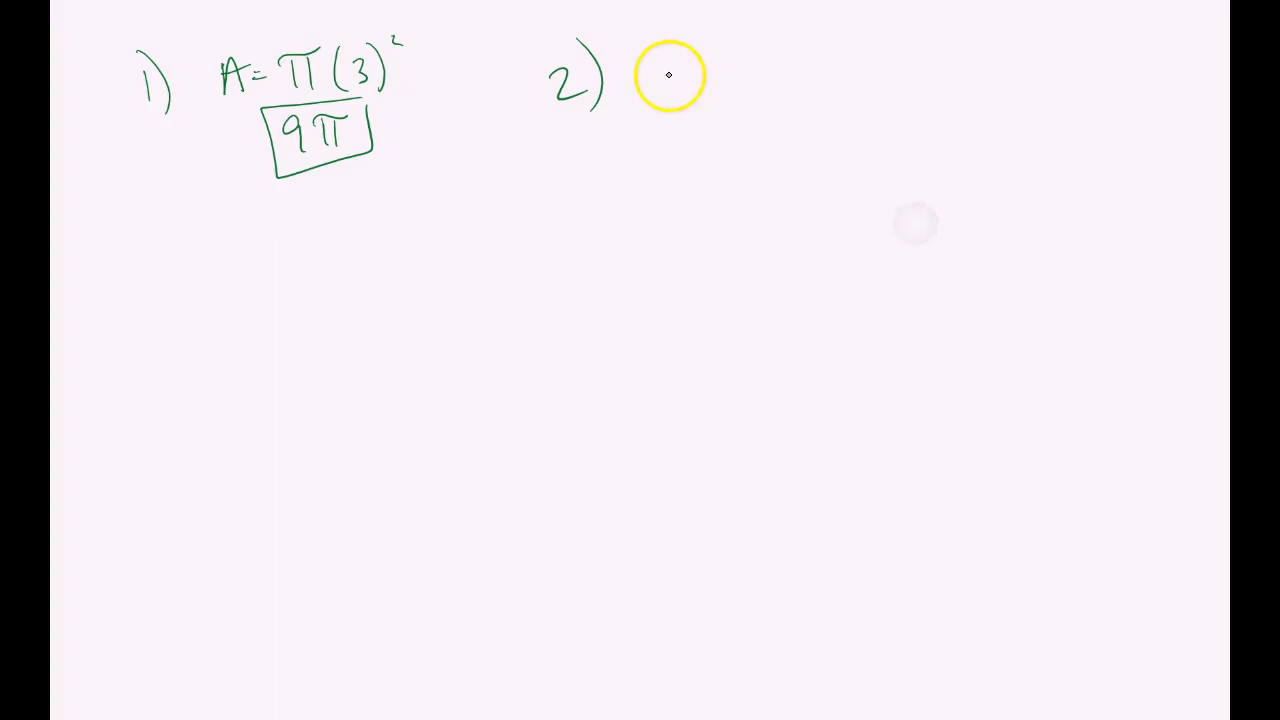 1) A = π(3)²
9π
2)